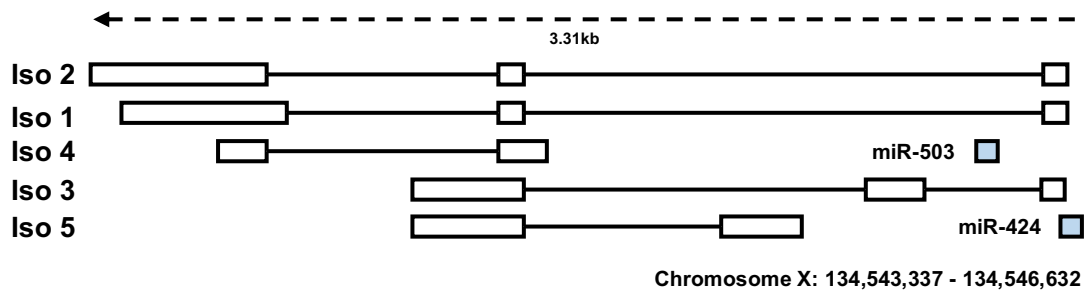 3.31kb
Iso 2
Iso 1
Iso 4
miR-503
Iso 3
Iso 5
miR-424
Chromosome X: 134,543,337 - 134,546,632